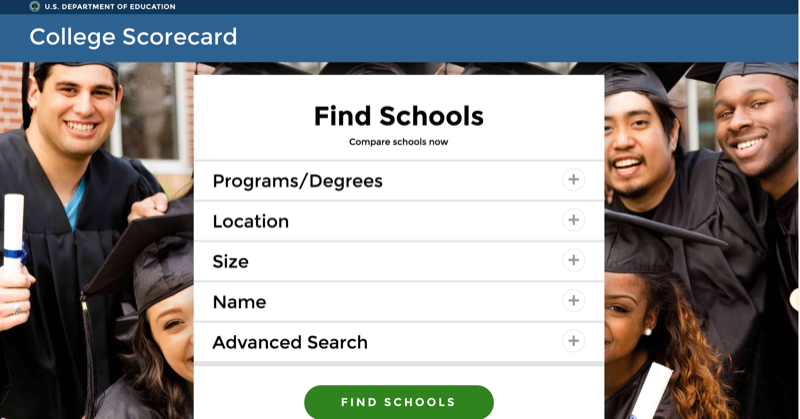 U.S. DEPARTMENT OF EDUCATION
College Scorecard
Find Schools
Compare schools now
Programs/Degrees
Location
Size
Name
Advanced Search
FIND SCHOOLS